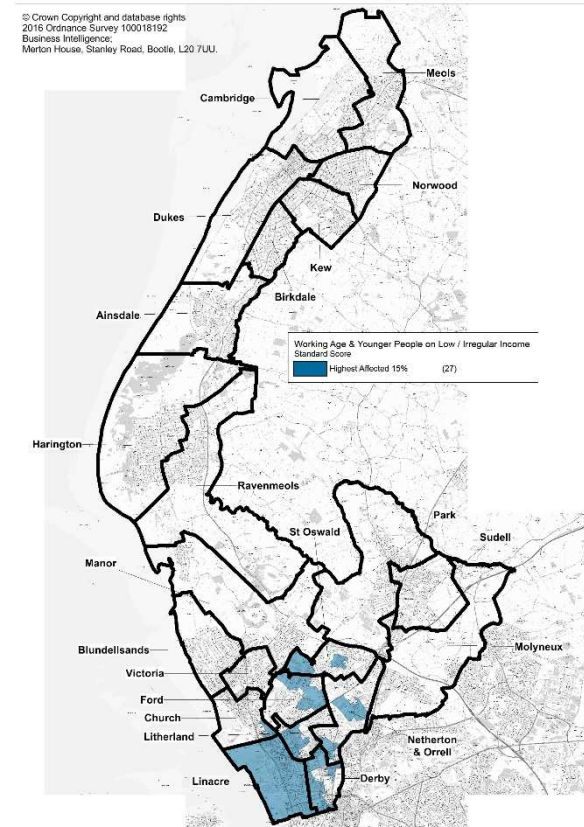 © Crown Copyright and database rights
2016 Ordnance Survey 100018192
Business Intelligence;
Merton House, Stanley Road, Bootle, L20 7UU.
Meols
Cambridge
Norwood
Dukes
Kew
Birkdale
Ainsdale
Working Age & Younger People on Low / Irregular Income
Standard Score
Highest Affected 15% (27)
Harington
Ravenmeols
Park
St Oswald
Sudell
Manor
Molyneux
Blundellsands
Victoria
Ford
Church
Litherland
Netherton
& Orrell
Linacre
Derby